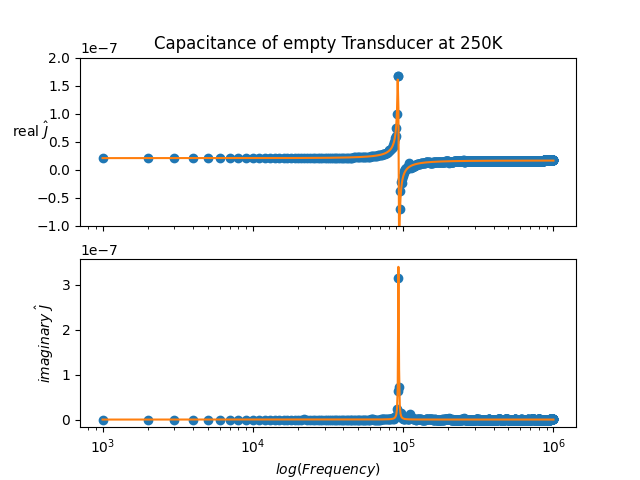 Capacitance of empty Transducer at 250K
1e−7
2.0
1.5
1.0
0.5
0.0
−0.5
−1.0
real Ĵ
1e−7
3
2
1
0
imaginary Ĵ
10³ 10⁴ 10⁵ 10⁶
log(Frequency)